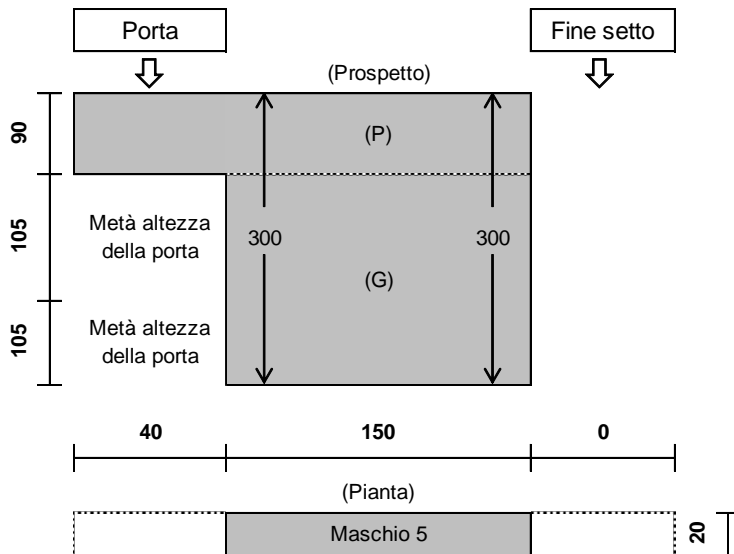 Porta
Fine setto
(Prospetto)
90
(P)
105
Metà altezza
della porta
300
300
(G)
105
Metà altezza
della porta
40
150
0
(Pianta)
Maschio 5
20